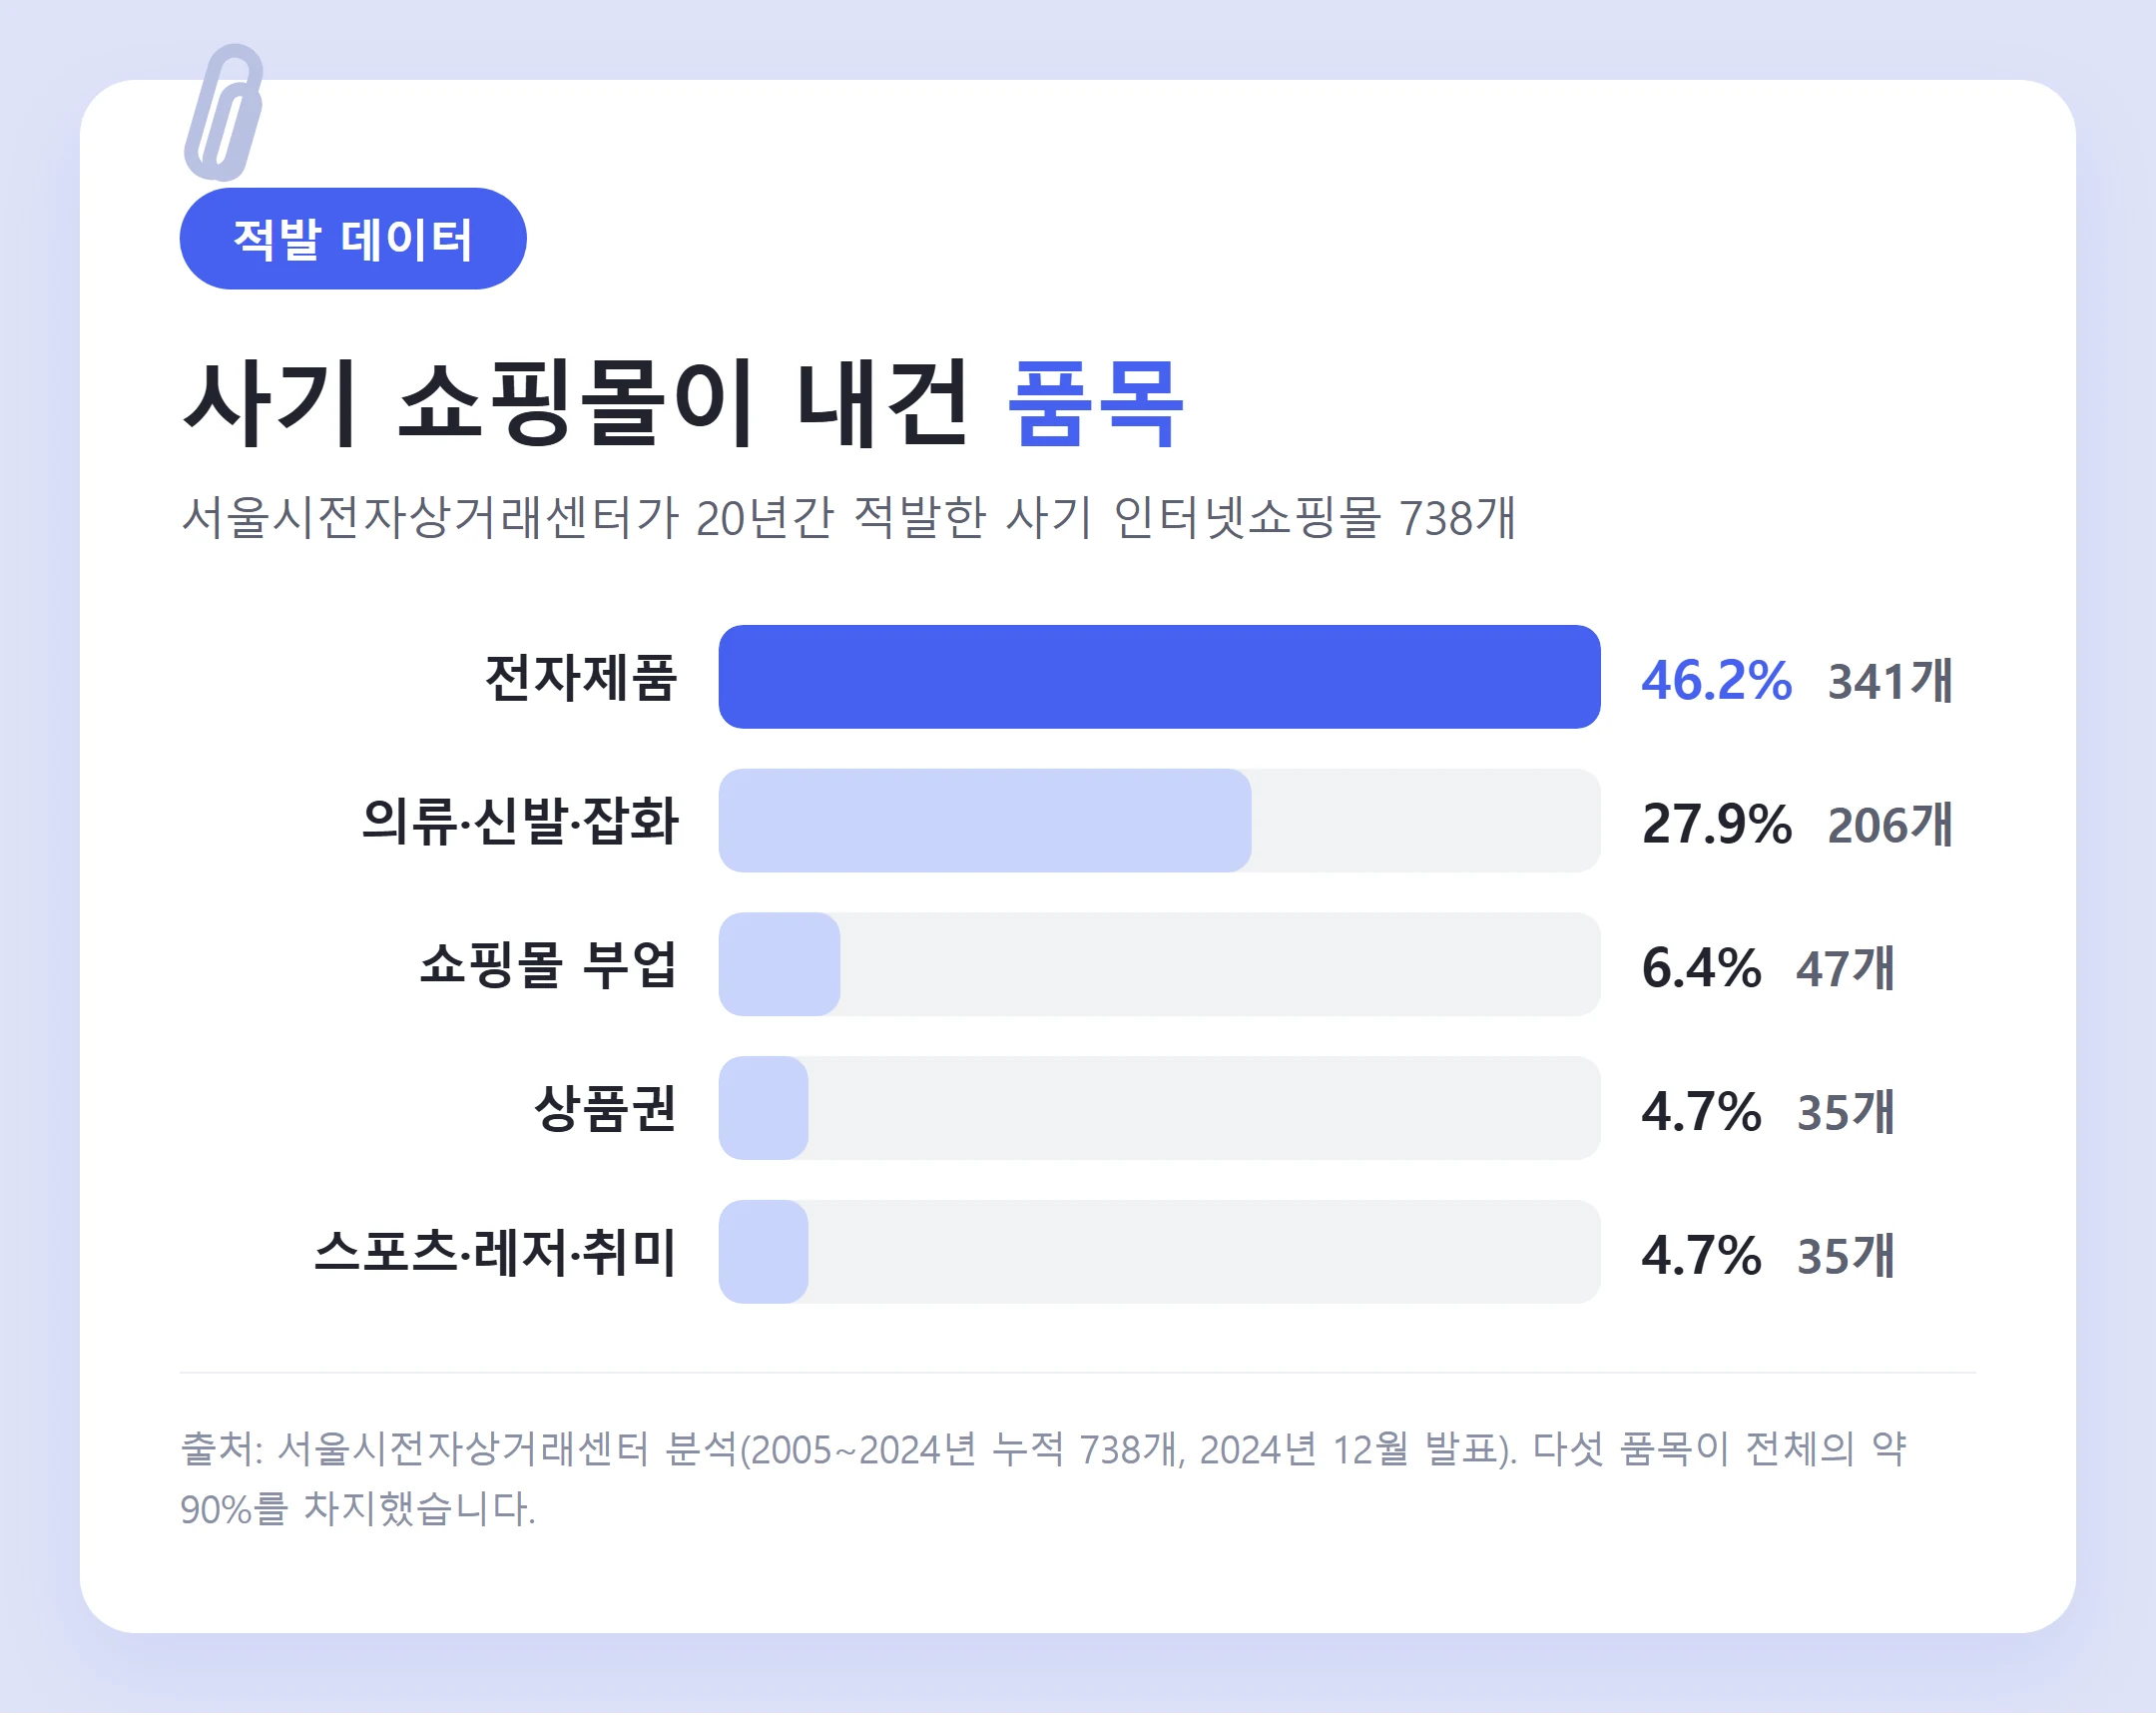 적발 데이터
사기 쇼핑몰이 내건 품목
서울시전자상거래센터가 20년간 적발한 사기 인터넷쇼핑몰 738개
전자제품 46.2% 341개
의류·신발·잡화 27.9% 206개
쇼핑몰 부업 6.4% 47개
상품권 4.7% 35개
스포츠·레저·취미 4.7% 35개
출처: 서울시전자상거래센터 분석(2005~2024년 누적 738개, 2024년 12월 발표). 다섯 품목이 전체의 약
90%를 차지했습니다.